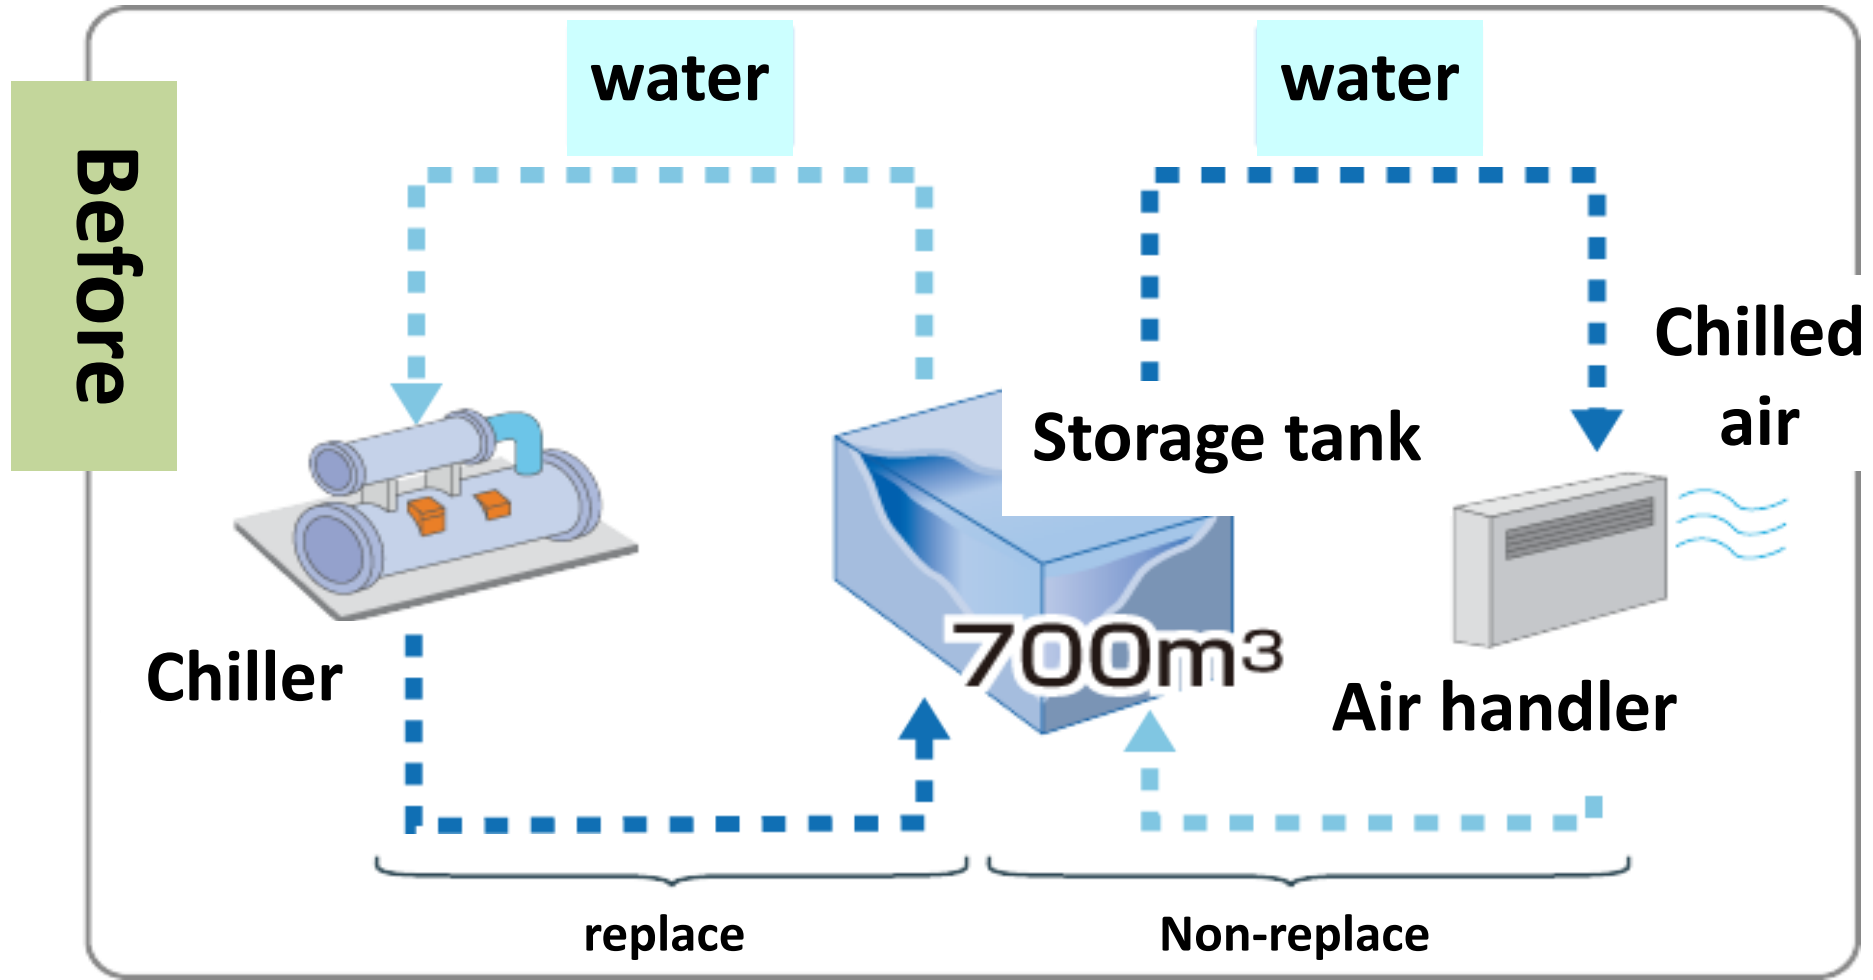 Before
water
water
Chilled
air
Storage tank
700m³
Chiller
Air handler
replace
Non-replace